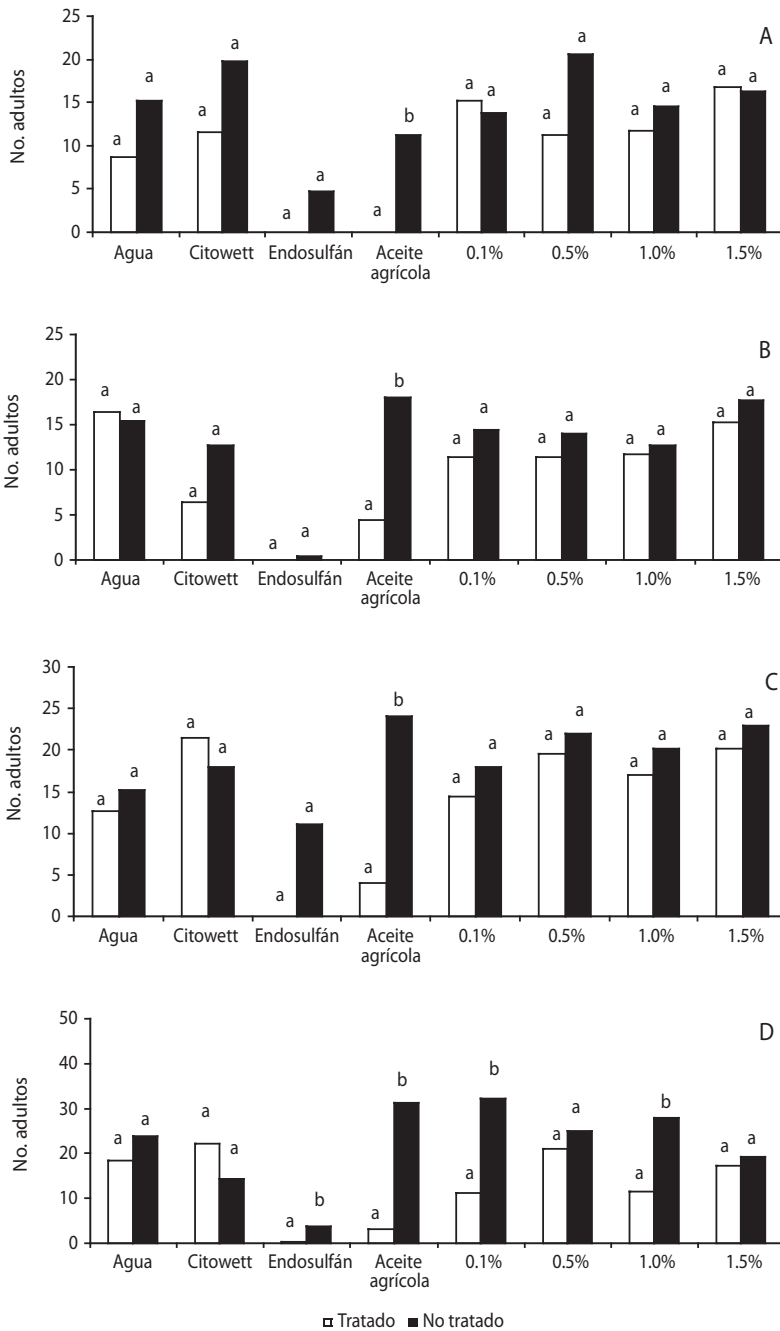 A
25
20
15
10
5
0
No. adultos
a a a a a a a b a a a a a a a a
Agua Citowett Endosulfán Aceite agrícola 0.1% 0.5% 1.0% 1.5%
B
25
20
15
10
5
0
No. adultos
a a a a a a a b a a a a a a a a
Agua Citowett Endosulfán Aceite agrícola 0.1% 0.5% 1.0% 1.5%
C
30
25
20
15
10
5
0
No. adultos
a a a a a a a b a a a a a a a a
Agua Citowett Endosulfán Aceite agrícola 0.1% 0.5% 1.0% 1.5%
D
50
40
30
20
10
0
No. adultos
a a a a a b a b a b a a a b a a
Agua Citowett Endosulfán Aceite agrícola 0.1% 0.5% 1.0% 1.5%
Tratado No tratado